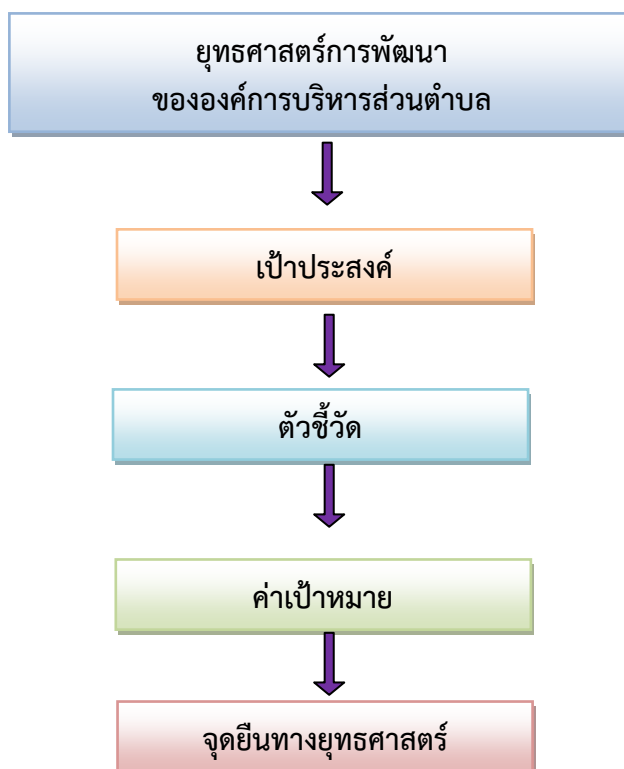 ยุทธศาสตร์การพัฒนา
ขององค์การบริหารส่วนตำบล
เป้าประสงค์
ตัวชี้วัด
ค่าเป้าหมาย
จุดยืนทางยุทธศาสตร์